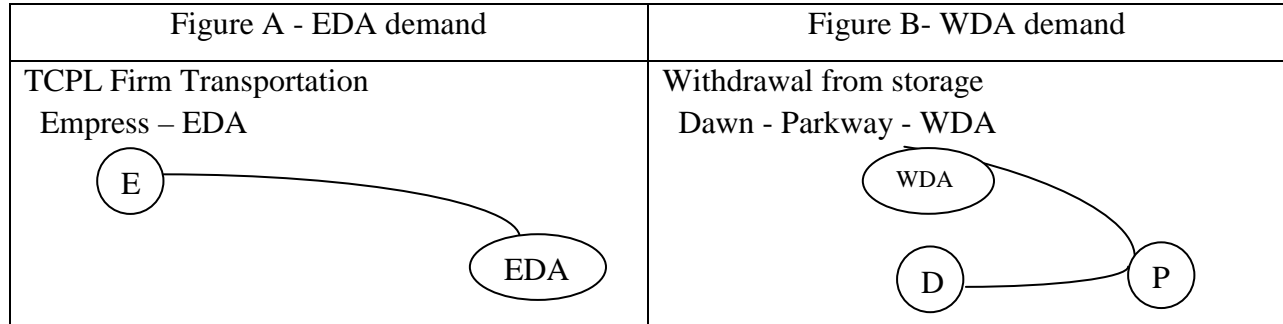 Figure A - EDA demand
Figure B- WDA demand
TCPL Firm Transportation
Empress – EDA
E
EDA
Withdrawal from storage
Dawn - Parkway - WDA
WDA
D
P